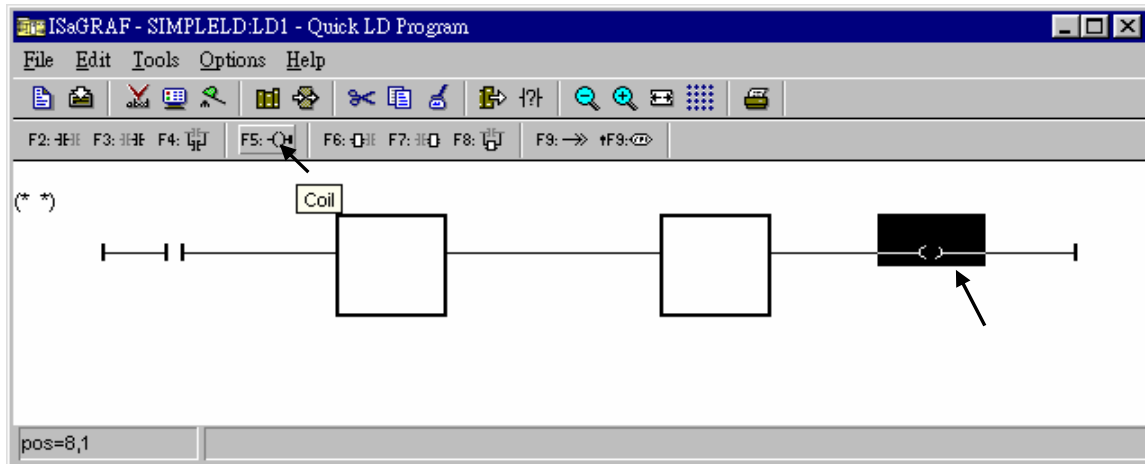 ISaGRAF - SIMPLELD:LD1 - Quick LD Program
File Edit Tools Options Help
abcd
F2: F3: F4: F5: F6: F7: F8: F9: F9:
Coil
(* *)
pos=8,1